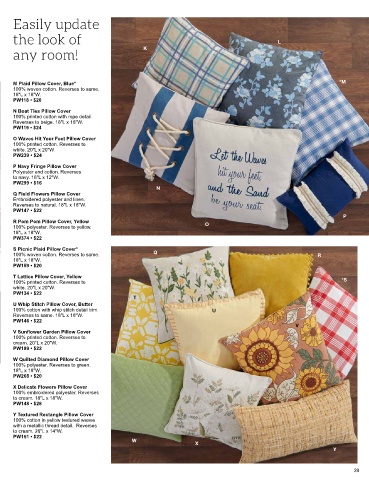 Easily update
the look of
any room!
M Plaid Pillow Cover, Blue*
100% woven cotton. Reverses to same.
18"L x 18"W.
PW118 • $20
N Boat Ties Pillow Cover
100% printed cotton with rope detail.
Reverses to beige. 18"L x 18"W.
PW119 • $24
O Waves Hit Your Feet Pillow Cover
100% printed cotton. Reverses to
white. 20"L x 20"W.
PW239 • $24
P Navy Fringe Pillow Cover
Polyester and cotton. Reverses
to navy. 18"L x 12"W.
PW299 • $16
Q Field Flowers Pillow Cover
Embroidered polyester and linen.
Reverses to natural. 18"L x 18"W.
PW147 • $22
R Pom Pom Pillow Cover, Yellow
100% polyester. Reverses to yellow.
18"L x 18"W.
PW374 • $22
S Picnic Plaid Pillow Cover*
100% woven cotton. Reverses to same.
18"L x 18"W.
PW189 • $20
T Lattice Pillow Cover, Yellow
100% printed cotton. Reverses to
white. 20"L x 20"W.
PW134 • $22
U Whip Stitch Pillow Cover, Butter
100% cotton with whip stitch detail trim.
Reverses to same. 18"L x 18"W.
PW146 • $22
V Sunflower Garden Pillow Cover
100% printed cotton. Reverses to
cream. 20"L x 20"W.
PW199 • $22
W Quilted Diamond Pillow Cover
100% polyester. Reverses to green.
18"L x 18"W.
PW268 • $20
X Delicate Flowers Pillow Cover
100% embroidered polyester. Reverses
to cream. 18"L x 18"W.
PW148 • $28
Y Textured Rectangle Pillow Cover
100% cotton in yellow textured weave
with a metallic thread detail. Reverses
to cream. 26"L x 14"W.
PW151 • $22
K
L
*M
Let the Waves
hit your feet
and the Sand
be your seat.
N
O
P
Q
R
*S
T
U
V
W
X
Y